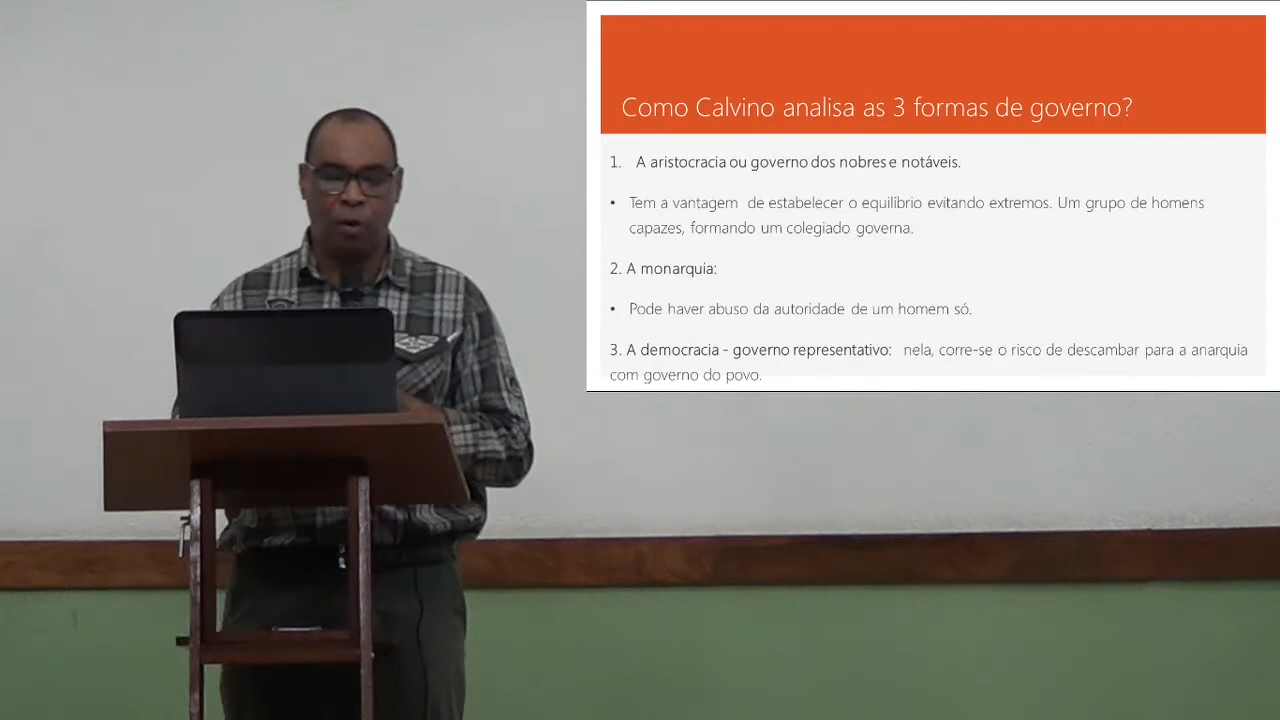 Como Calvino analisa as 3 formas de governo?
1. A aristocracia ou governo dos nobres e notáveis.
• Tem a vantagem de estabelecer o equilíbrio evitando extremos. Um grupo de homens
capazes, formando um colegiado governa.
2. A monarquia:
• Pode haver abuso da autoridade de um homem só.
3. A democracia - governo representativo: nela, corre-se o risco de descambar para a anarquia
com governo do povo.